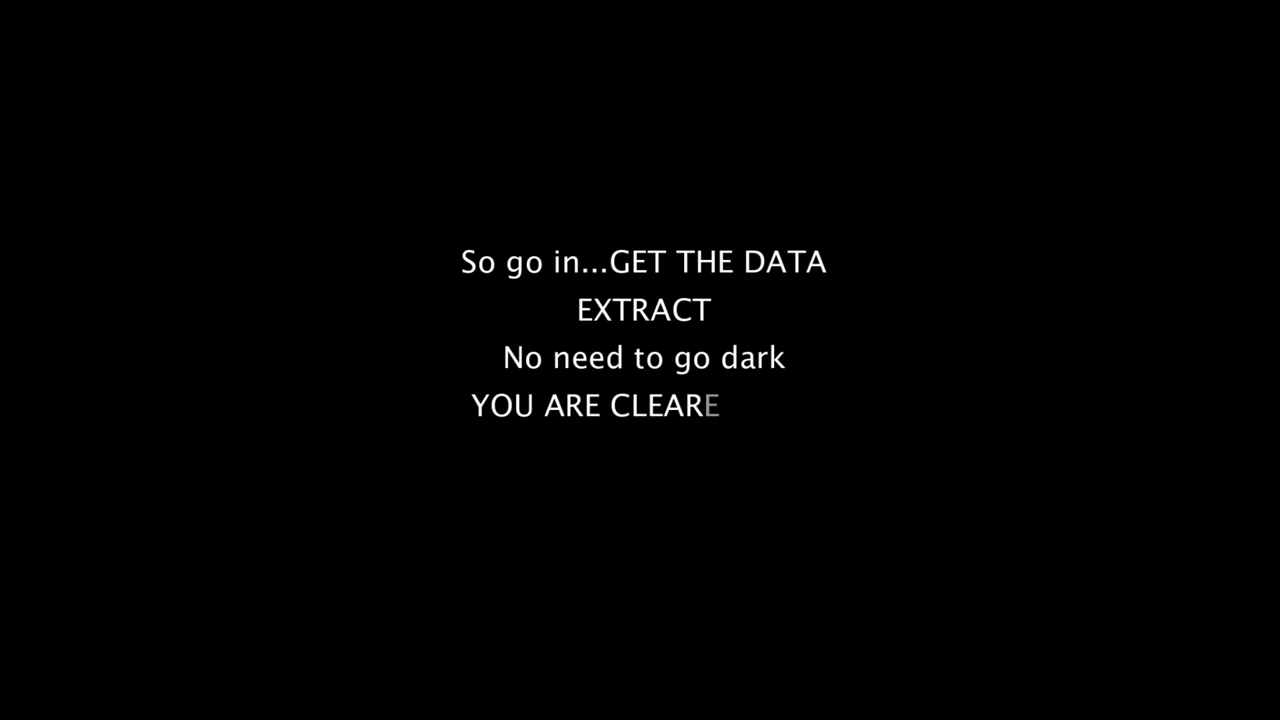 So go in...GET THE DATA
EXTRACT
No need to go dark
YOU ARE CLEARE